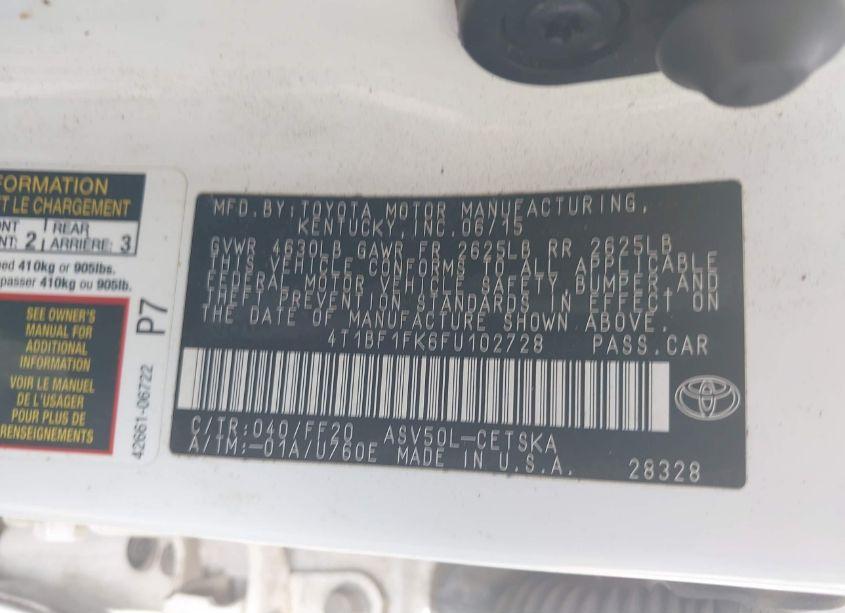 FORMATION
T LE CHARGEMENT
REAR
NT: 2 ARRIÈRE: 3
ed 410kg or 905lbs.
passer 410kg ou 905lb.
SEE OWNER'S
MANUAL FOR
ADDITIONAL
INFORMATION
VOIR LE MANUEL
DE L'USAGER
POUR PLUS DE
RENSEIGNEMENTS
P7
42661-06722
MFD.BY:TOYOTA MOTOR MANUFACTURING,
KENTUCKY,INC.06/15
GVWR 4630LB GAWR FR 2625LB RR 2625LB
THIS VEHICLE CONFORMS TO ALL APPLICABLE
FEDERAL MOTOR VEHICLE SAFETY, BUMPER,AND
THEFT PREVENTION STANDARDS IN EFFECT ON
THE DATE OF MANUFACTURE SHOWN ABOVE.
4T1BF1FK6FU102728 PASS.CAR
C/TR:040/FF20 ASV50L-CETSKA
A/TM:-01A/U760E MADE IN U.S.A.
28328